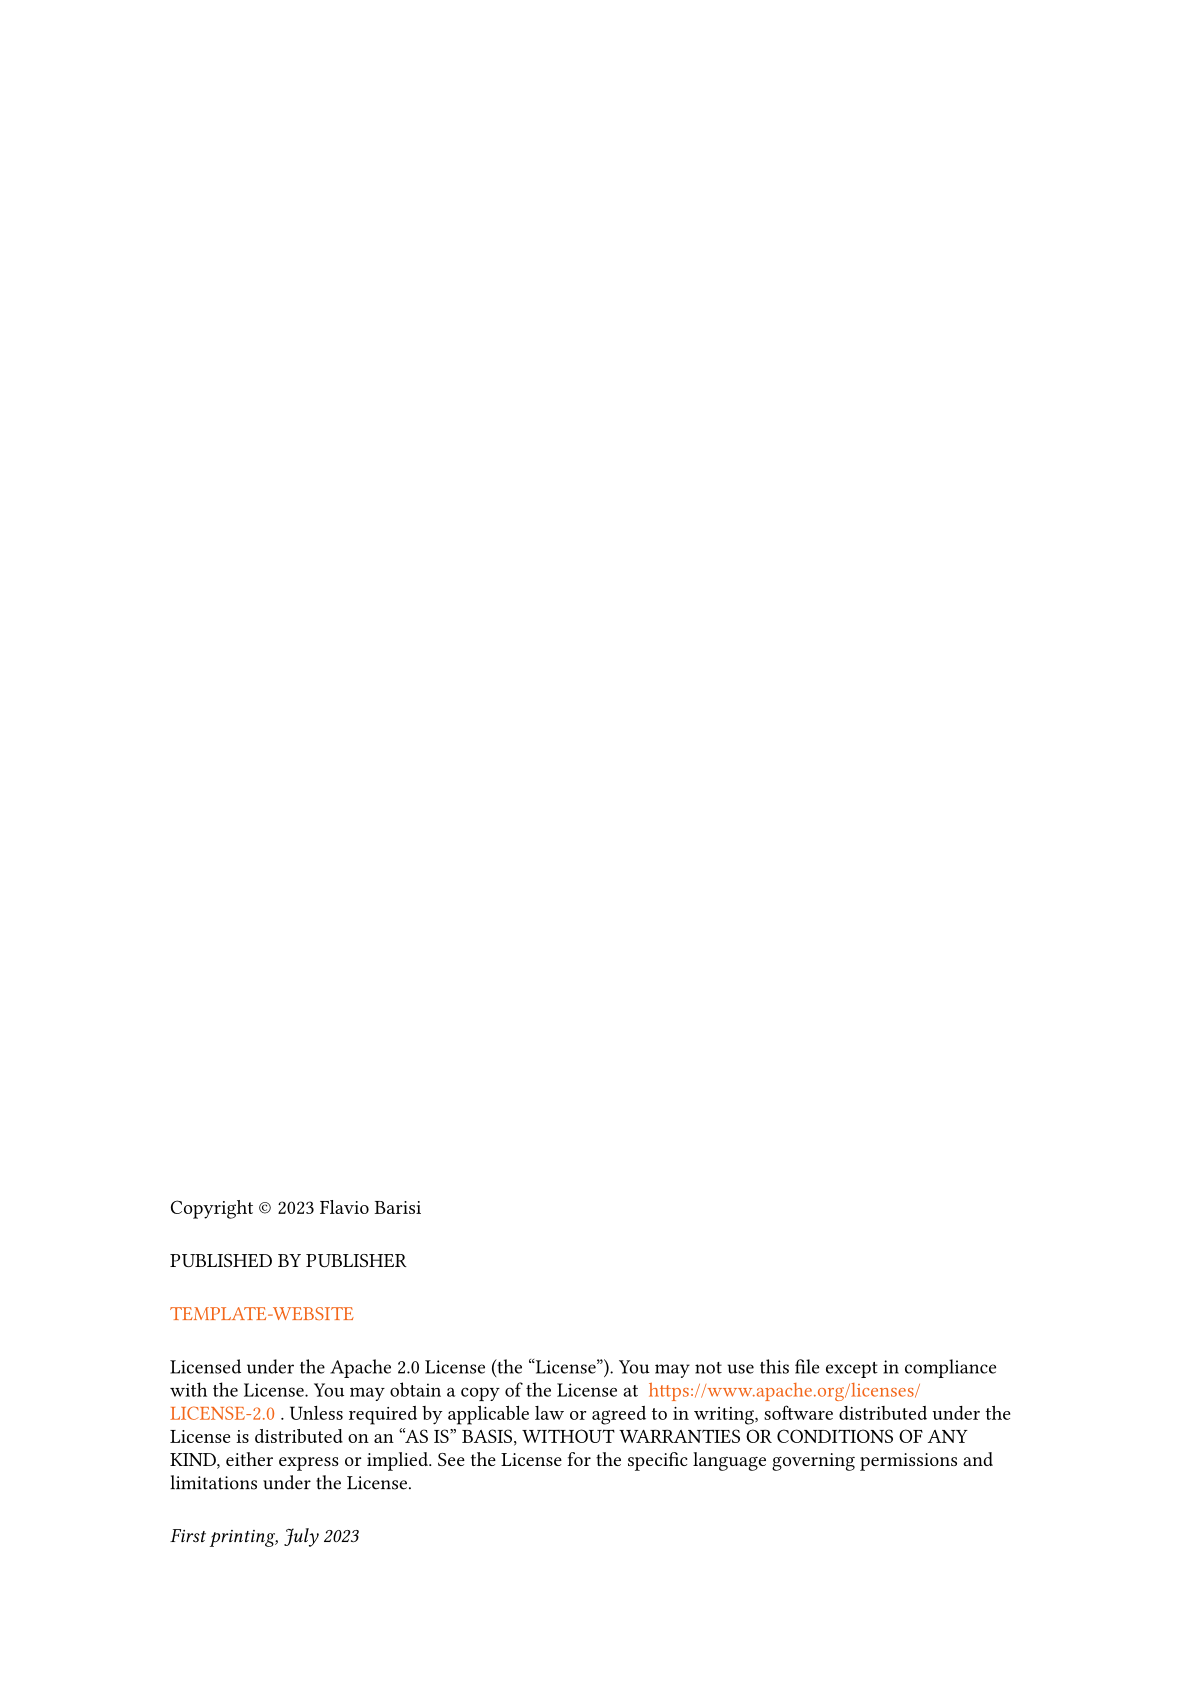 Copyright © 2023 Flavio Barisi
PUBLISHED BY PUBLISHER
TEMPLATE-WEBSITE
Licensed under the Apache 2.0 License (the “License”). You may not use this file except in compliance
with the License. You may obtain a copy of the License at https://www.apache.org/licenses/
LICENSE-2.0 . Unless required by applicable law or agreed to in writing, software distributed under the
License is distributed on an “AS IS” BASIS, WITHOUT WARRANTIES OR CONDITIONS OF ANY
KIND, either express or implied. See the License for the specific language governing permissions and
limitations under the License.
First printing, July 2023